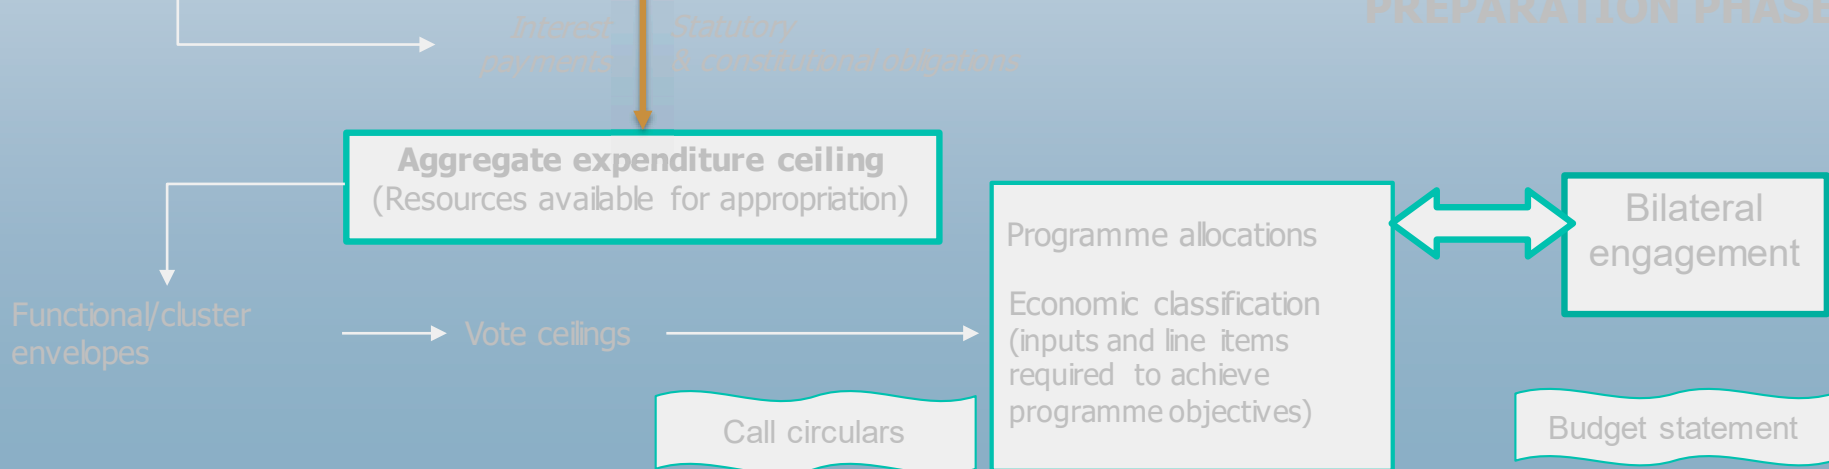 PREPARATION PHASE
Interest
payments
Statutory
& constitutional obligations
Aggregate expenditure ceiling
(Resources available for appropriation)
Bilateral
engagement
Programme allocations
Economic classification
(inputs and line items
required to achieve
programme objectives)
Functional/cluster
envelopes
Vote ceilings
Call circulars
Budget statement